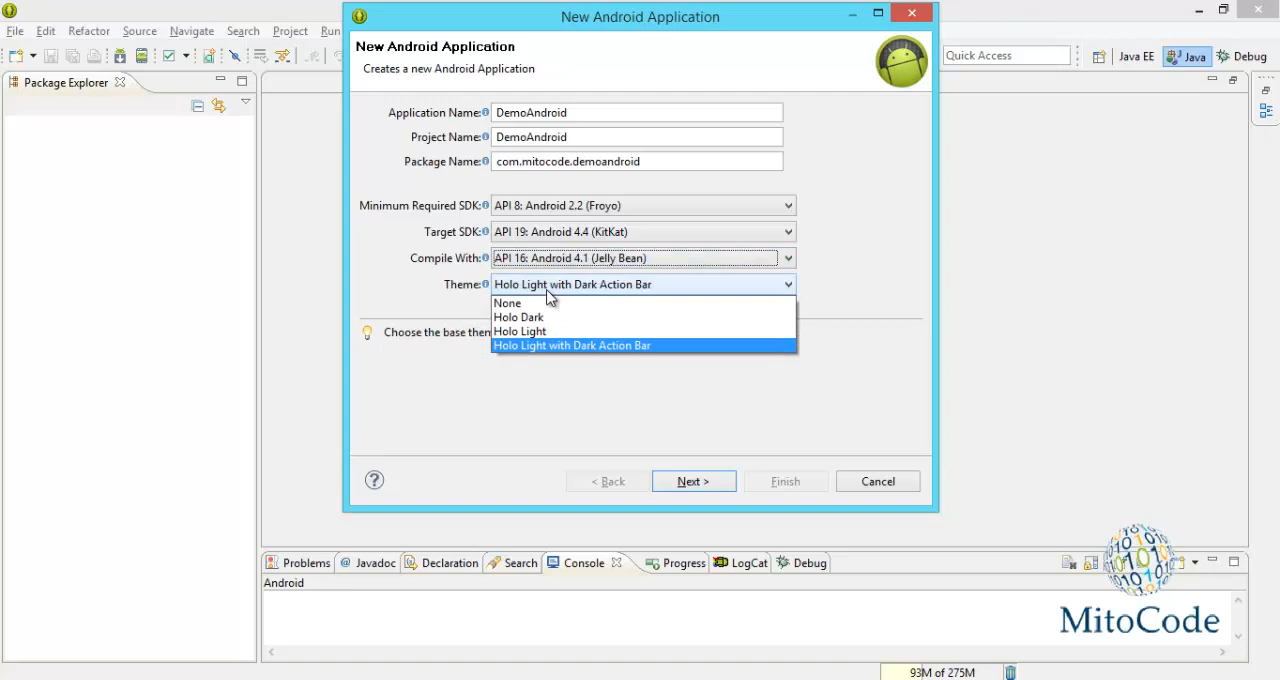 New Android Application
File Edit Refactor Source Navigate Search Project Run
New Android Application
Creates a new Android Application
Quick Access
Java EE
Java
Debug
Package Explorer
Application Name: DemoAndroid
Project Name: DemoAndroid
Package Name: com.mitocode.demoandroid
Minimum Required SDK: API 8: Android 2.2 (Froyo)
Target SDK: API 19: Android 4.4 (KitKat)
Compile With: API 16: Android 4.1 (Jelly Bean)
Theme: Holo Light with Dark Action Bar
None
Holo Dark
Holo Light
Holo Light with Dark Action Bar
Choose the base then
< Back
Next >
Finish
Cancel
Problems @ Javadoc Declaration Search Console Progress LogCat Debug
Android
MitoCode
93M of 275M